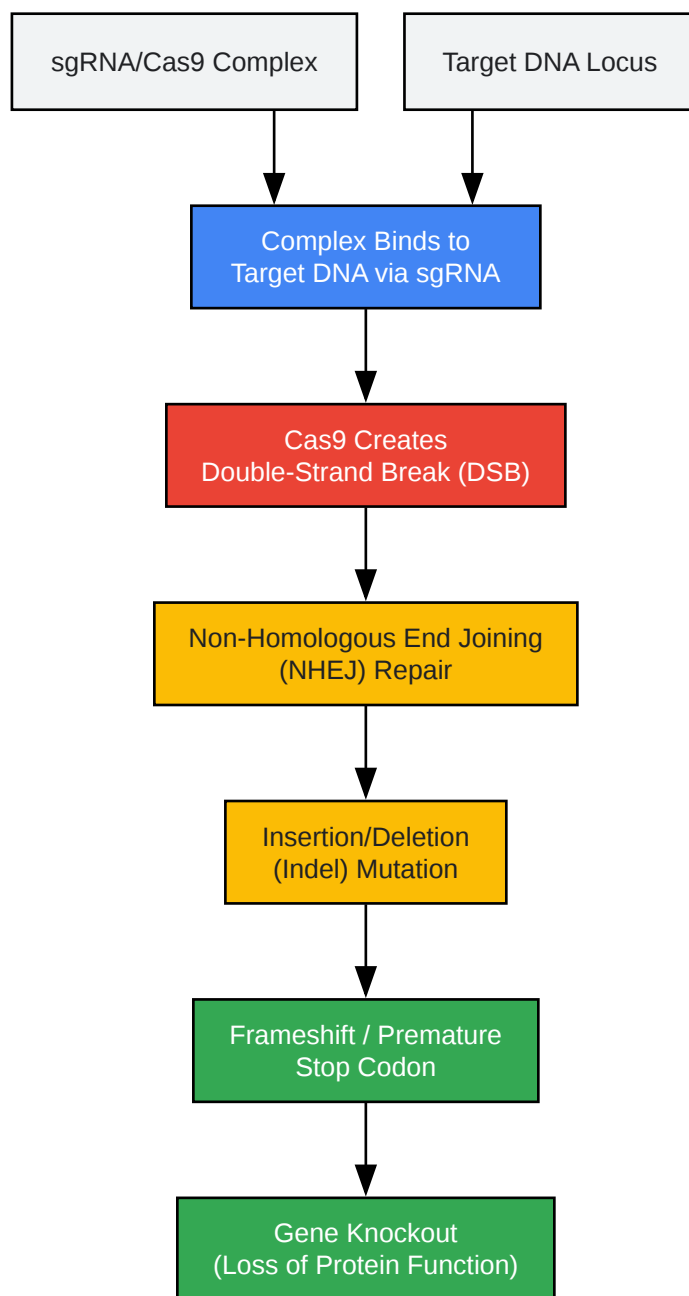 sgRNA/Cas9 Complex
Target DNA Locus
Complex Binds to
Target DNA via sgRNA
Cas9 Creates
Double-Strand Break (DSB)
Non-Homologous End Joining
(NHEJ) Repair
Insertion/Deletion
(Indel) Mutation
Frameshift / Premature
Stop Codon
Gene Knockout
(Loss of Protein Function)